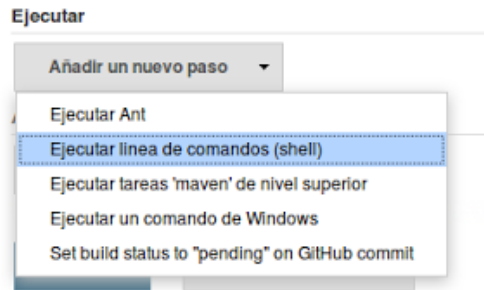 Ejecutar
Añadir un nuevo paso
Ejecutar Ant
Ejecutar linea de comandos (shell)
Ejecutar tareas 'maven' de nivel superior
Ejecutar un comando de Windows
Set build status to "pending" on GitHub commit